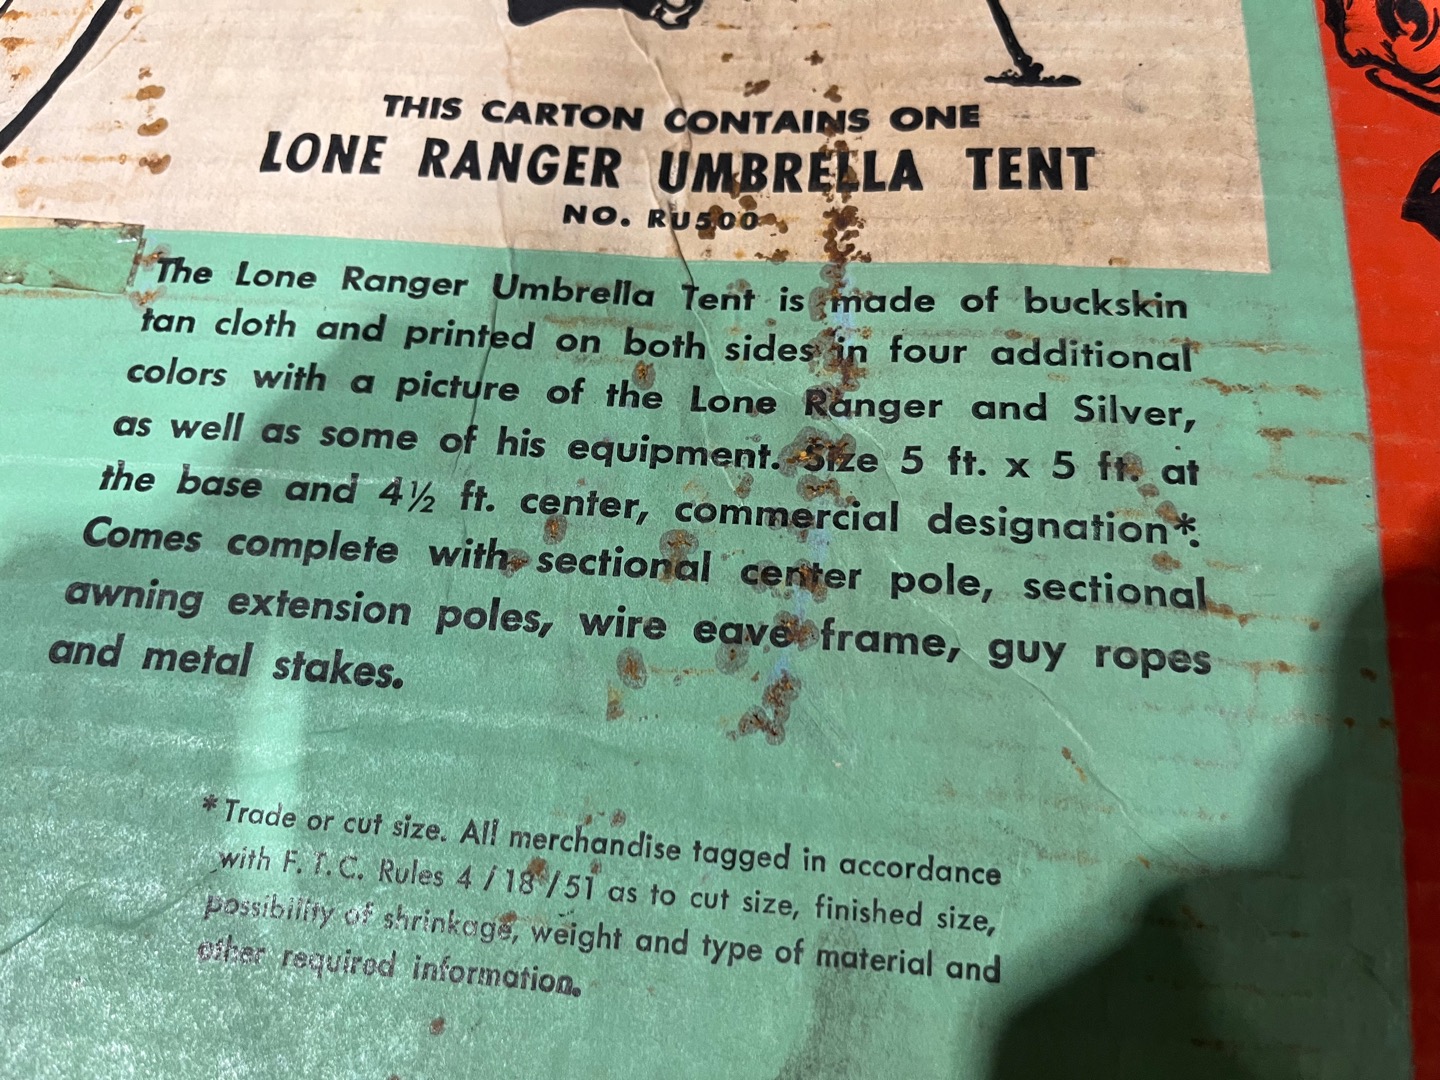 THIS CARTON CONTAINS ONE
LONE RANGER UMBRELLA TENT
NO. RU500
The Lone Ranger Umbrella Tent is made of buckskin
tan cloth and printed on both sides in four additional
colors with a picture of the Lone Ranger and Silver,
as well as some of his equipment. Size 5 ft. x 5 ft. at
the base and 4½ ft. center, commercial designation*.
Comes complete with sectional center pole, sectional
awning extension poles, wire eave frame, guy ropes
and metal stakes.
* Trade or cut size. All merchandise tagged in accordance
with F. T. C. Rules 4 / 18 / 51 as to cut size, finished size,
possibility of shrinkage, weight and type of material and
other required information.